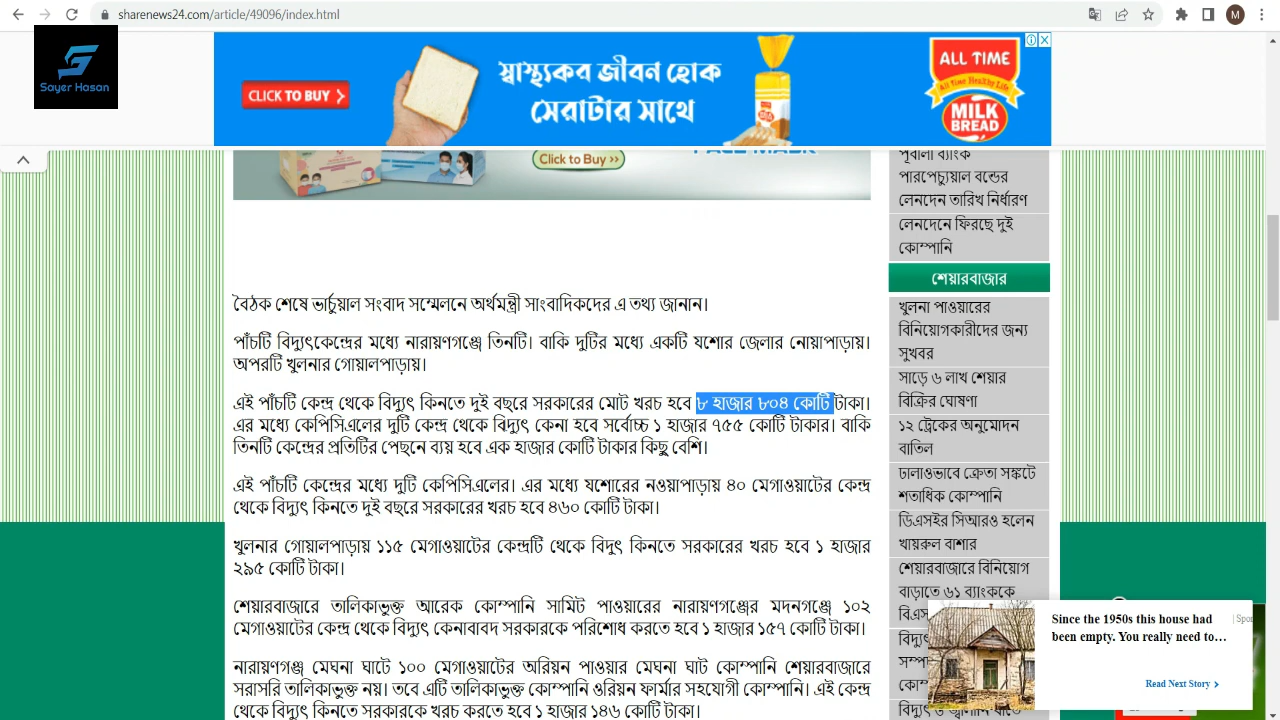 sharenews24.com/article/49096/index.html
M
Sayer Hasan
CLICK TO BUY
স্বাস্থ্যকব জীবন হোক
সেরাটার সাথে
ALL TIME
All Time Healthy Life
MILK
BREAD
Click to Buy >>
পারপেচ্যুয়াল বন্ডের
লেনদেন তারিখ নির্ধারণ
লেনদেনে ফিরছে দুই
কোম্পানি
শেয়ারবাজার
খুলনা পাওয়ারের
বিনিয়োগকারীদের জন্য
সুখবর
সাড়ে ৬ লাখ শেয়ার
বিক্রির ঘোষণা
১২ ট্রেকের অনুমোদন
বাতিল
ঢালাওভাবে ক্রেতা সঙ্কটে
শতাধিক কোম্পানি
ডিএসইর সিআরও হলেন
খায়রুল বাশার
শেয়ারবাজারে বিনিয়োগ
বাড়াতে ৬১ ব্যাংককে
বৈঠক শেষে ভার্চুয়াল সংবাদ সম্মেলনে অর্থমন্ত্রী সাংবাদিকদের এ তথ্য জানান।
পাঁচটি বিদ্যুৎকেন্দ্রের মধ্যে নারায়ণগঞ্জে তিনটি। বাকি দুটির মধ্যে একটি যশোর জেলার নোয়াপাড়ায়।
অপরটি খুলনার গোয়ালপাড়ায়।
এই পাঁচটি কেন্দ্র থেকে বিদ্যুৎ কিনতে দুই বছরে সরকারের মোট খরচ হবে ৮ হাজার ৮০৪ কোটি টাকা।
এর মধ্যে কেপিসিএলের দুটি কেন্দ্র থেকে বিদ্যুৎ কেনা হবে সর্বোচ্চ ১ হাজার ৭৫৫ কোটি টাকার। বাকি
তিনটি কেন্দ্রের প্রতিটির পেছনে ব্যয় হবে এক হাজার কোটি টাকার কিছু বেশি।
এই পাঁচটি কেন্দ্রের মধ্যে দুটি কেপিসিএলের। এর মধ্যে যশোরের নওয়াপাড়ায় ৪০ মেগাওয়াটের কেন্দ্র
থেকে বিদ্যুৎ কিনতে দুই বছরে সরকারের খরচ হবে ৪৬০ কোটি টাকা।
খুলনার গোয়ালপাড়ায় ১১৫ মেগাওয়াটের কেন্দ্রটি থেকে বিদুৎ কিনতে সরকারের খরচ হবে ১ হাজার
২৯৫ কোটি টাকা।
শেয়ারবাজারে তালিকাভুক্ত আরেক কোম্পানি সামিট পাওয়ারের নারায়ণগঞ্জের মদনগঞ্জে ১০২
মেগাওয়াটের কেন্দ্র থেকে বিদ্যুৎ কেনাবাবদ সরকারকে পরিশোধ করতে হবে ১ হাজার ১৫৭ কোটি টাকা।
নারায়ণগঞ্জ মেঘনা ঘাটে ১০০ মেগাওয়াটের অরিয়ন পাওয়ার মেঘনা ঘাট কোম্পানি শেয়ারবাজারে
সরাসরি তালিকাভুক্ত নয়। তবে এটি তালিকাভুক্ত কোম্পানি ওরিয়ন ফার্মার সহযোগী কোম্পানি। এই কেন্দ্র
থেকে বিদ্যুৎ কিনতে সরকারকে খরচ করতে হবে ১ হাজার ১৪৬ কোটি টাকা।
Since the 1950s this house had
been empty. You really need to…
Read Next Story